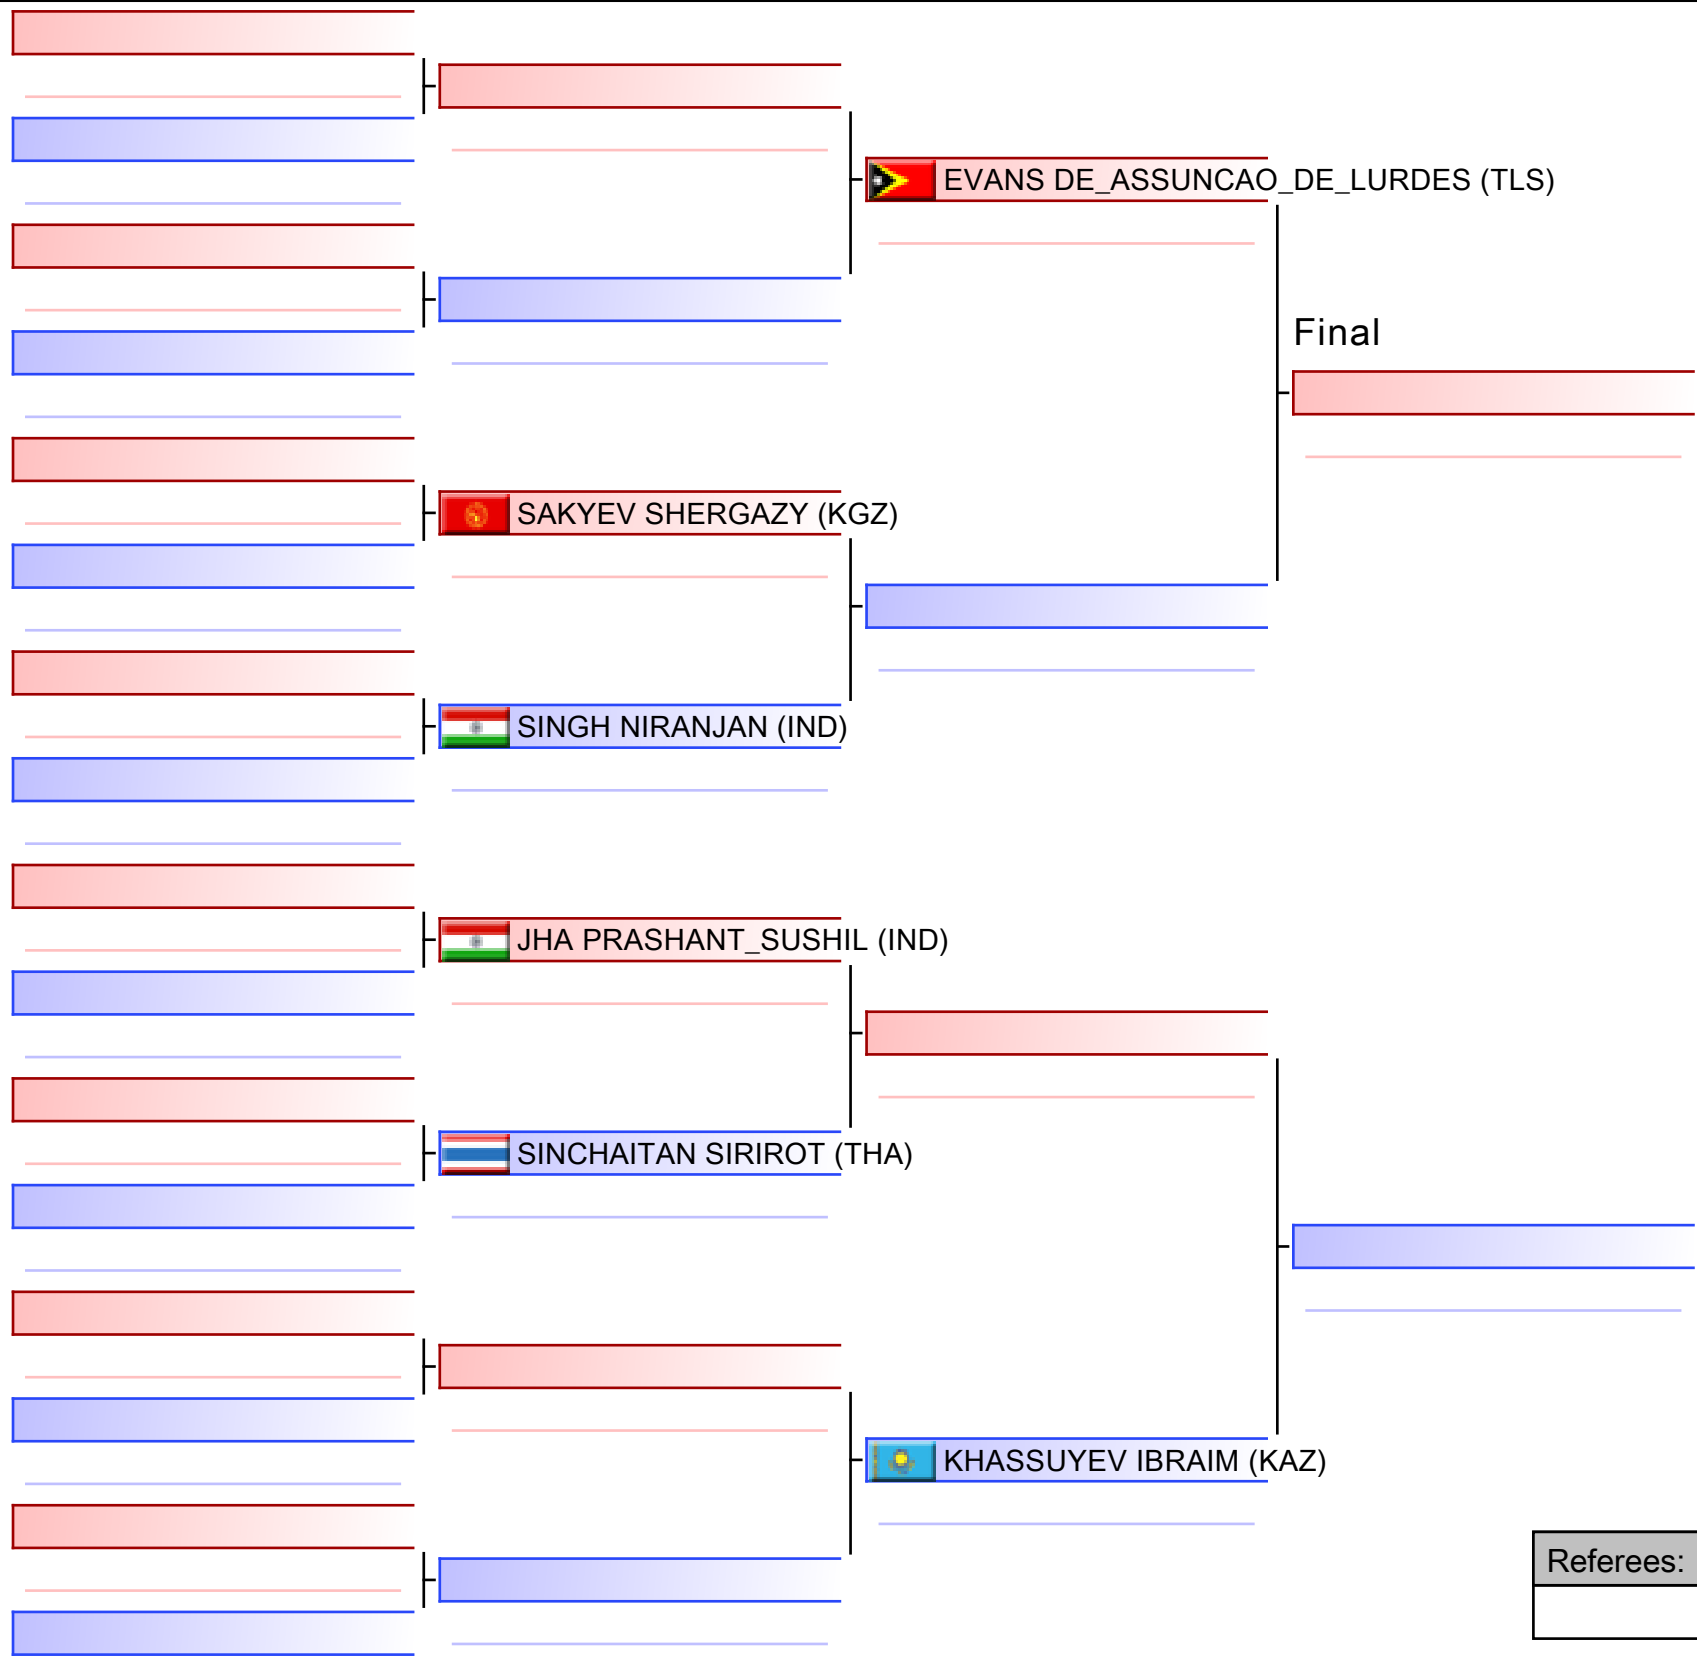 EVANS DE_ASSUNCAO_DE_LURDES (TLS)
Final
SAKYEV SHERGAZY (KGZ)
SINGH NIRANJAN (IND)
JHA PRASHANT_SUSHIL (IND)
SINCHAITAN SIRIROT (THA)
KHASSUYEV IBRAIM (KAZ)
Referees: